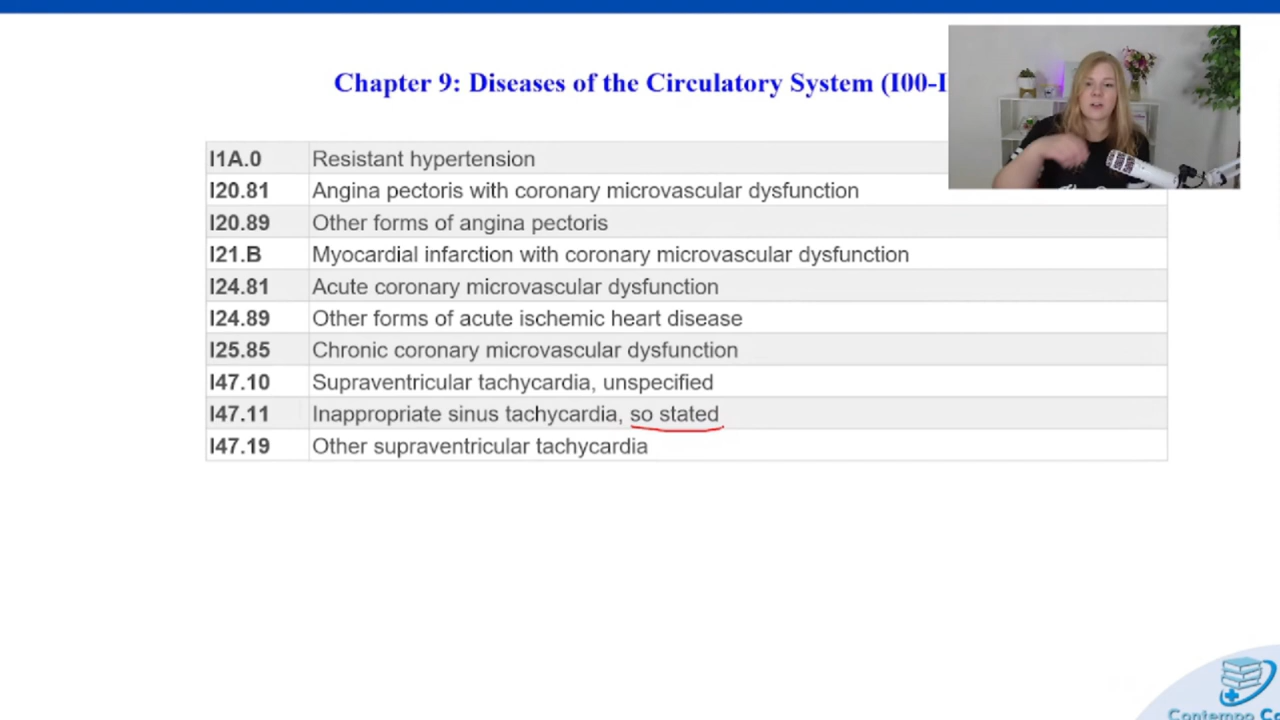 Chapter 9: Diseases of the Circulatory System (I00-I
I1A.0 Resistant hypertension
I20.81 Angina pectoris with coronary microvascular dysfunction
I20.89 Other forms of angina pectoris
I21.B Myocardial infarction with coronary microvascular dysfunction
I24.81 Acute coronary microvascular dysfunction
I24.89 Other forms of acute ischemic heart disease
I25.85 Chronic coronary microvascular dysfunction
I47.10 Supraventricular tachycardia, unspecified
I47.11 Inappropriate sinus tachycardia, so stated
I47.19 Other supraventricular tachycardia
Contempo Co